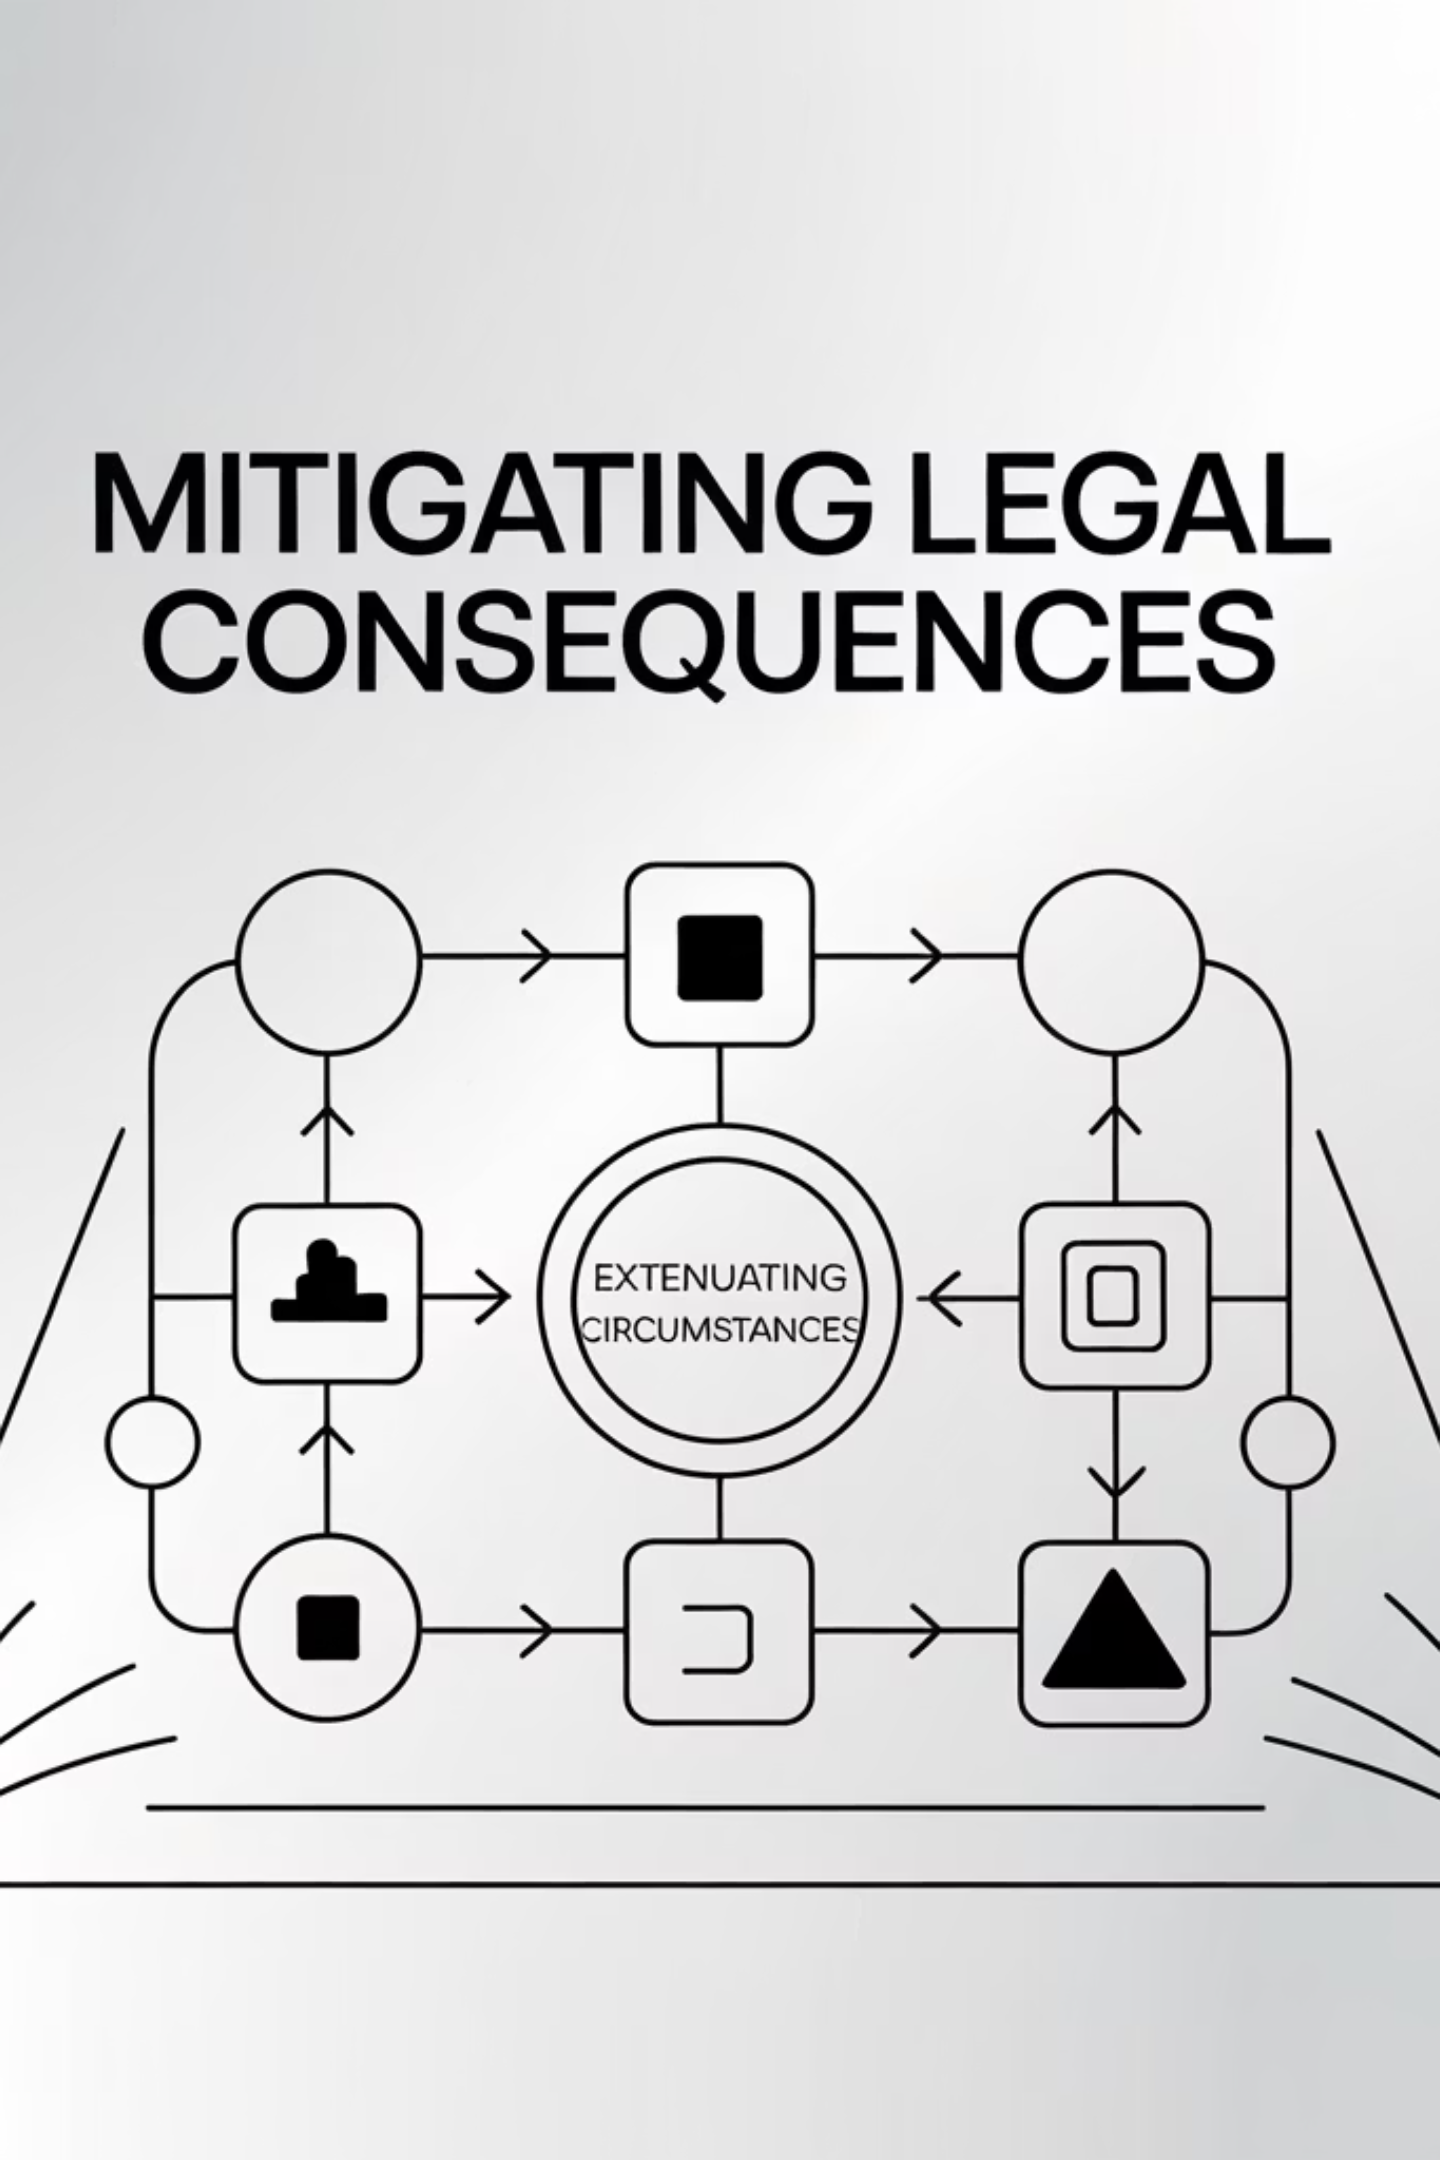 MITIGATING LEGAL
CONSEQUENCES
EXTENUATING
CIRCUMSTANCES